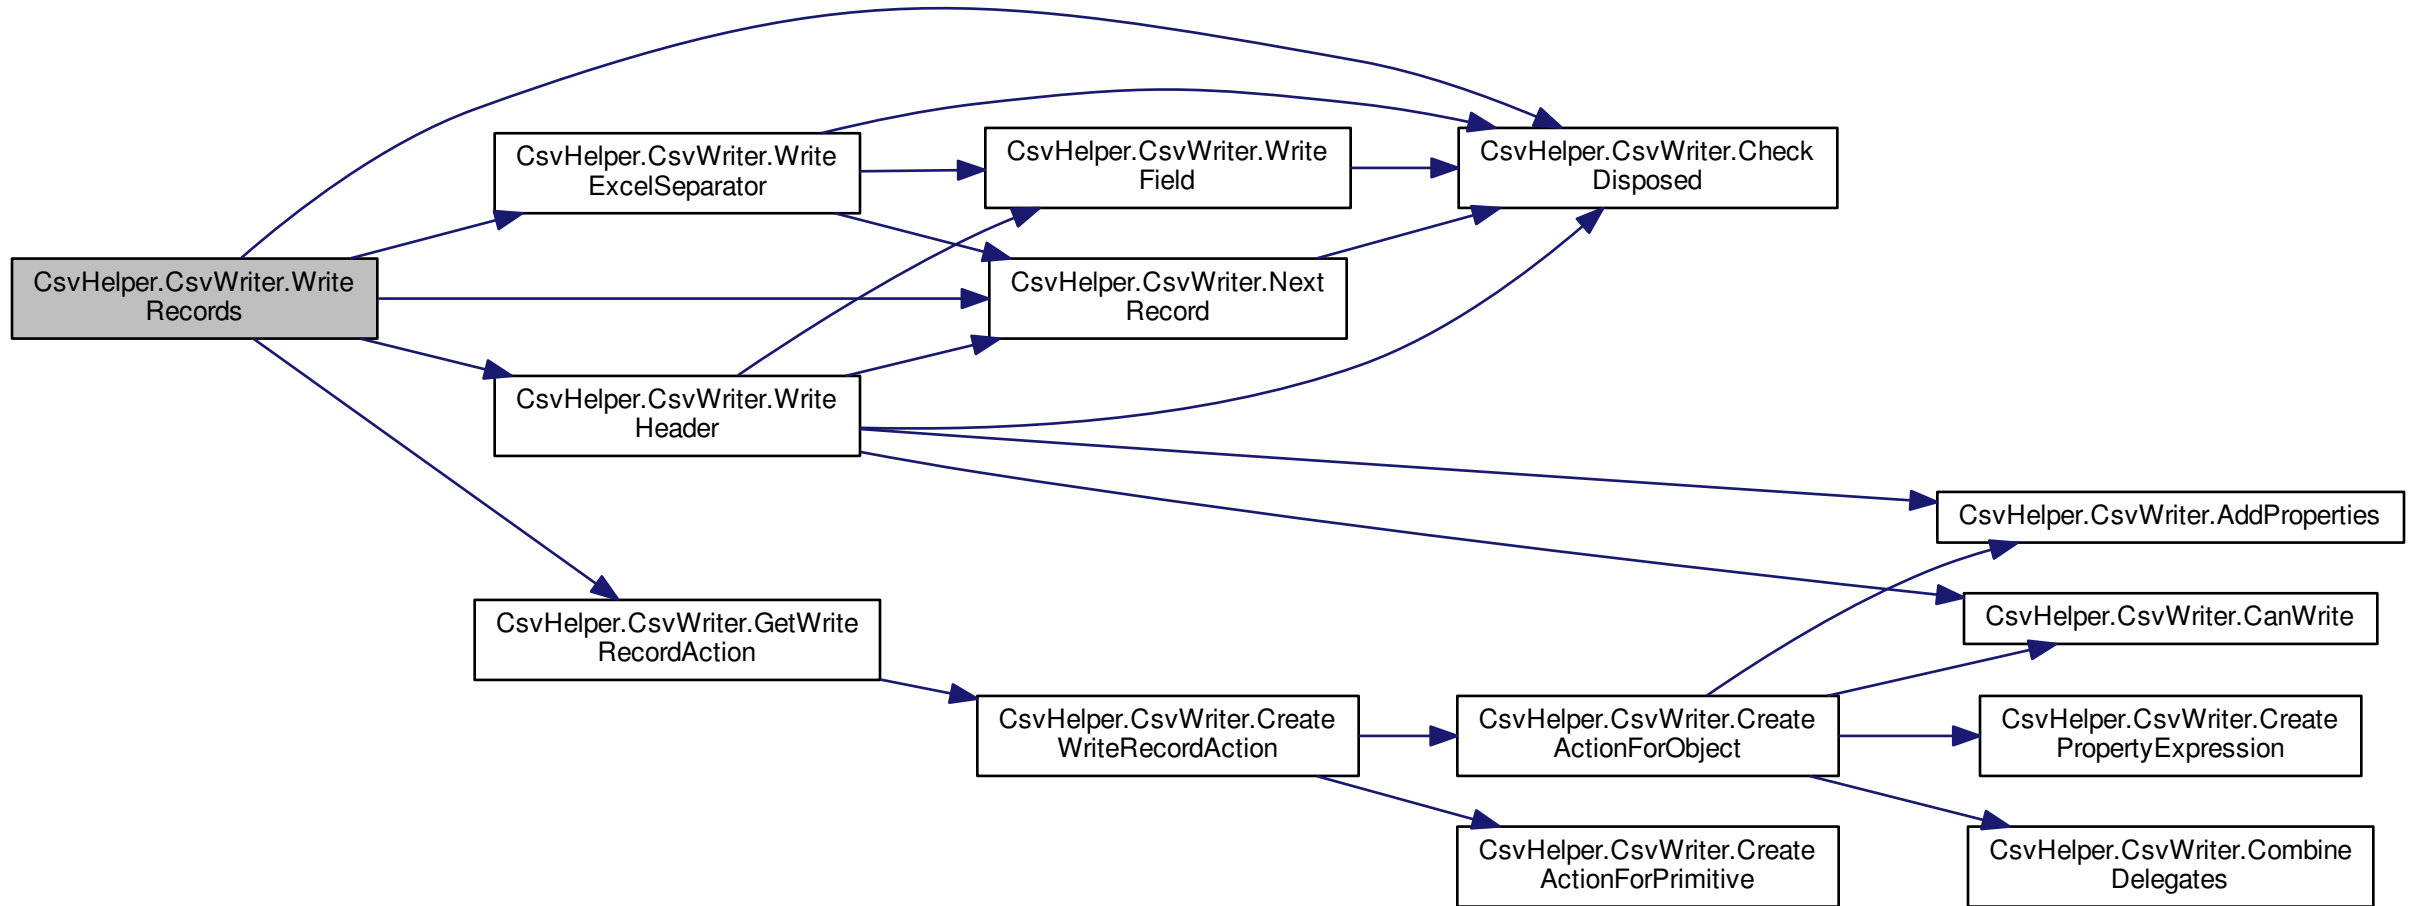 CsvHelper.CsvWriter.Write
Records
CsvHelper.CsvWriter.Write
ExcelSeparator
CsvHelper.CsvWriter.Write
Header
CsvHelper.CsvWriter.GetWrite
RecordAction
CsvHelper.CsvWriter.Write
Field
CsvHelper.CsvWriter.Next
Record
CsvHelper.CsvWriter.Create
WriteRecordAction
CsvHelper.CsvWriter.Check
Disposed
CsvHelper.CsvWriter.Create
ActionForObject
CsvHelper.CsvWriter.Create
ActionForPrimitive
CsvHelper.CsvWriter.AddProperties
CsvHelper.CsvWriter.CanWrite
CsvHelper.CsvWriter.Create
PropertyExpression
CsvHelper.CsvWriter.Combine
Delegates